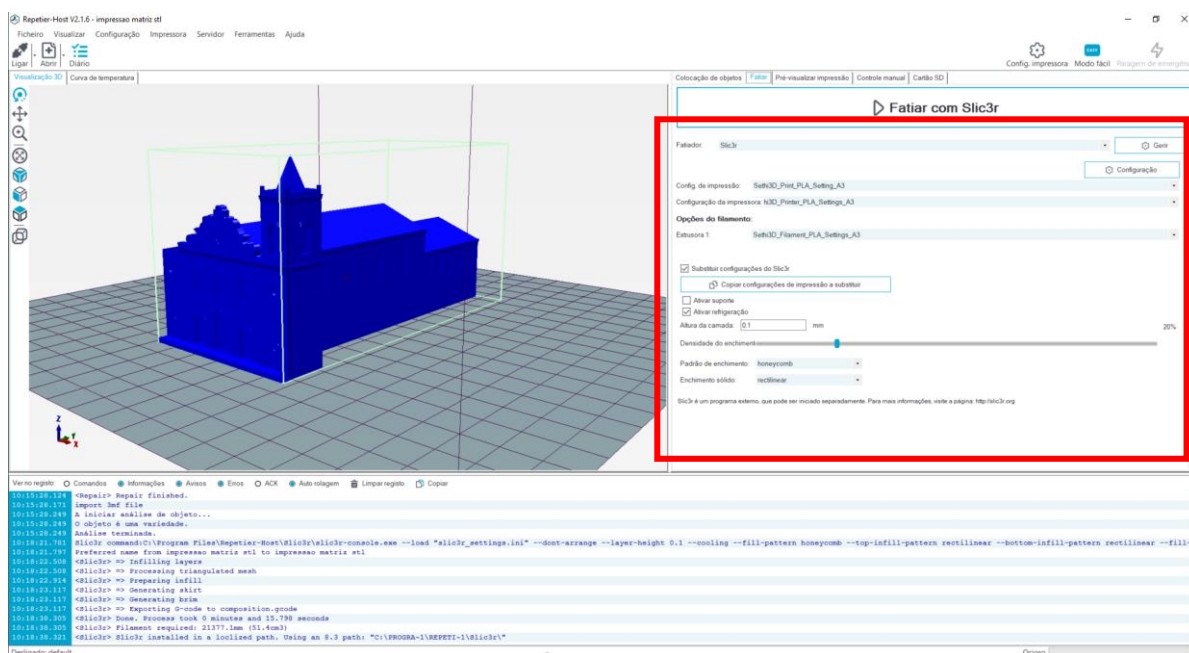 Repetier-Host V2.1.6 - impressao matriz stl
Ficheiro Visualizar Configuração Impressora Servidor Ferramentas Ajuda
Ligar Abrir Diário
Config. impressora Modo fácil Paragem de emergênc
EASY
Visualização 3D Curva de temperatura
Colocação de objetos Fatiar Pré-visualizar impressão Controle manual Cartão SD
Fatiar com Slic3r
Fatiador Slic3r Gerir
Configuração
Config. de impressão: Sethi3D_Print_PLA_Setting_A3
Configuração da impressora: hi3D_Printer_PLA_Settings_A3
Opções do filamento:
Extrusora 1: Sethi3D_Filament_PLA_Settings_A3
Substituir configurações do Slic3r
Copiar configurações de impressão a substituir
Ativar suporte
Ativar refrigeração
Altura da camada: 0.1 mm 20%
Densidade do enchiment
Padrão de enchimento: honeycomb
Enchimento sólido: rectilinear
Slic3r é um programa externo, que pode ser iniciado separadamente. Para mais informações, visite a página: http://slic3r.org
Z
Y
X
Ver no registo: Comandos Informações Avisos Erros ACK Auto rolagem Limpar registo Copiar
10:15:28.124 <Repair> Repair finished.
10:15:28.171 import 3mf file
10:15:28.249 A iniciar análise de objeto...
10:15:28.249 O objeto é uma variedade.
10:15:28.249 Análise terminada.
10:18:21.781 Slic3r command:C:\Program Files\Repetier-Host\Slic3r\slic3r-console.exe --load "slic3r_settings.ini" --dont-arrange --layer-height 0.1 --cooling --fill-pattern honeycomb --top-infill-pattern rectilinear --bottom-infill-pattern rectilinear --fill-
10:18:21.797 Preferred name from impressao matriz stl to impressao matriz stl
10:18:22.508 <Slic3r> => Infilling layers
10:18:22.508 <Slic3r> => Processing triangulated mesh
10:18:22.914 <Slic3r> => Preparing infill
10:18:23.117 <Slic3r> => Generating skirt
10:18:23.117 <Slic3r> => Generating brim
10:18:23.117 <Slic3r> => Exporting G-code to composition.gcode
10:18:38.305 <Slic3r> Done. Process took 0 minutes and 15.798 seconds
10:18:38.305 <Slic3r> Filament required: 21377.1mm (51.4cm3)
10:18:38.321 <Slic3r> Slic3r installed in a loclized path. Using an 8.3 path: "C:\PROGRA~1\REPETI~1\Slic3r\"
Desligado: default
Ocioso